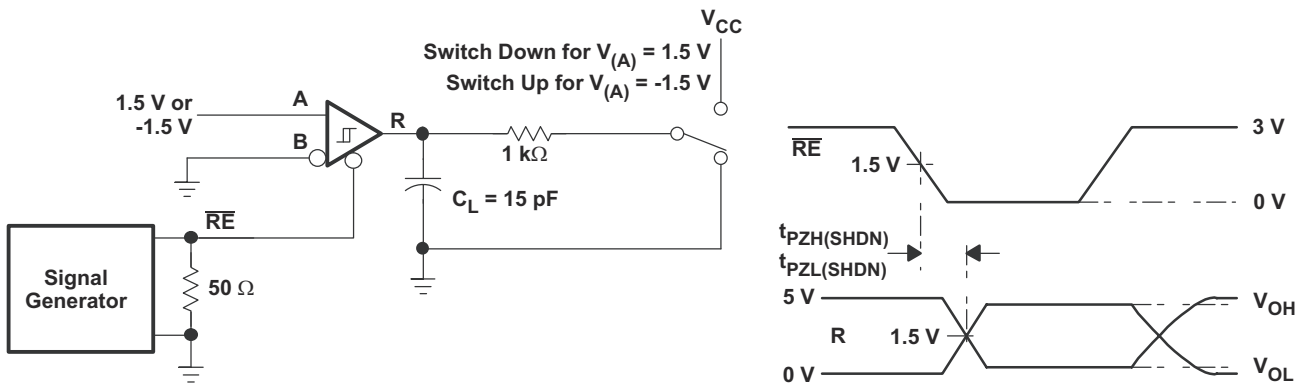 V_CC
Switch Down for V_(A) = 1.5 V
Switch Up for V_(A) = -1.5 V
1.5 V or
-1.5 V
A
B
R
1 kΩ
C_L = 15 pF
R̅E̅
Signal
Generator
50 Ω
R̅E̅
3 V
1.5 V
0 V
t_PZH(SHDN)
t_PZL(SHDN)
5 V
V_OH
R
1.5 V
0 V
V_OL